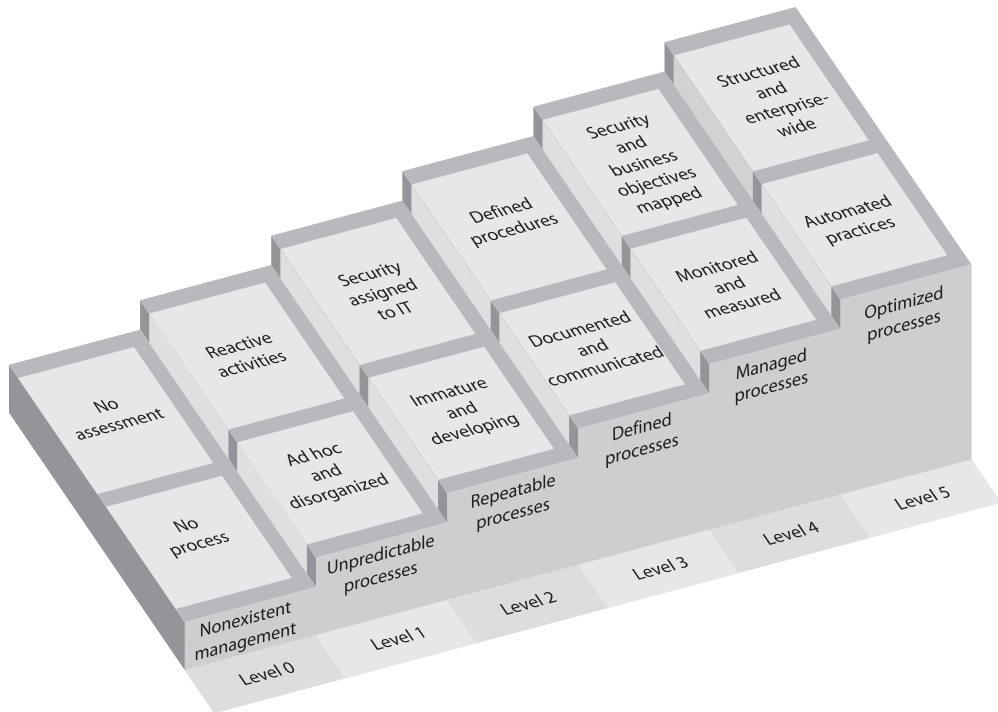 No
assessment
No
process
Nonexistent
management
Level 0
Reactive
activities
Ad hoc
and
disorganized
Unpredictable
processes
Level 1
Security
assigned
to IT
Immature
and
developing
Repeatable
processes
Level 2
Defined
procedures
Documented
and
communicated
Defined
processes
Level 3
Security
and
business
objectives
mapped
Monitored
and
measured
Managed
processes
Level 4
Structured
and
enterprise-
wide
Automated
practices
Optimized
processes
Level 5